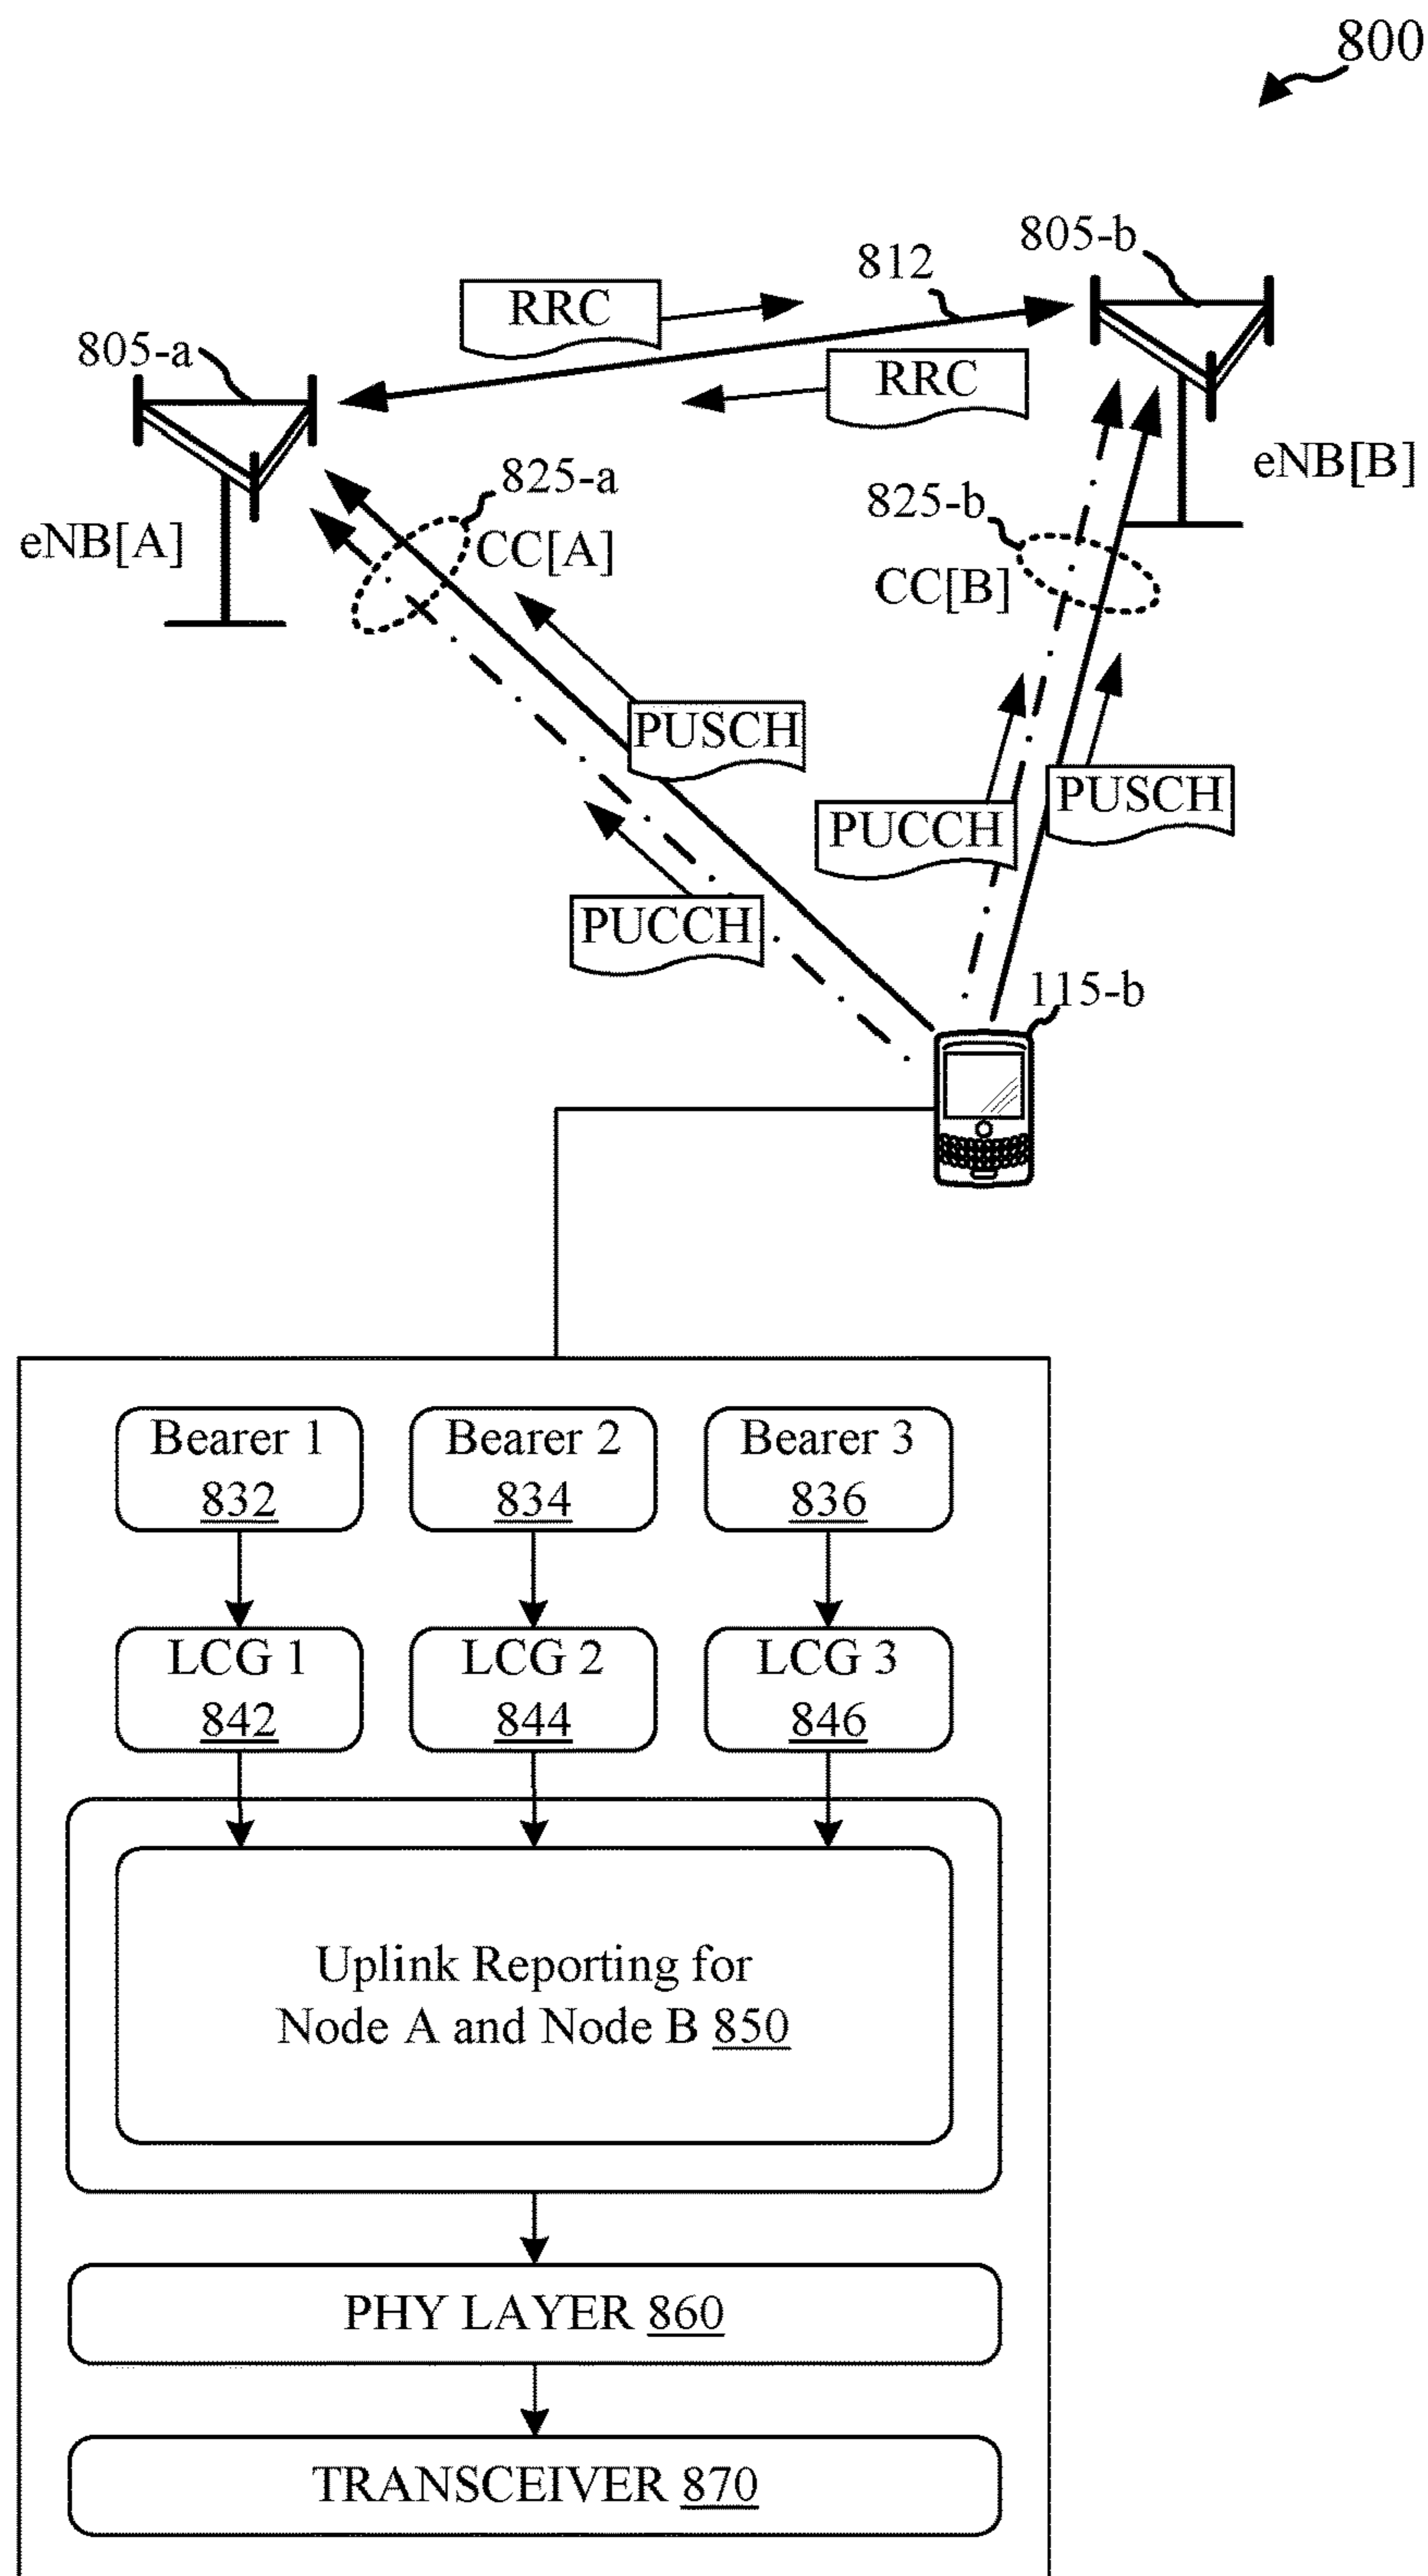 800
805-b
812
RRC
805-a
RRC
eNB[B]
825-a
825-b
eNB[A]
CC[A]
CC[B]
PUSCH
PUSCH
PUCCH
PUCCH
115-b
Bearer 1
832
Bearer 2
834
Bearer 3
836
LCG 1
842
LCG 2
844
LCG 3
846
Uplink Reporting for
Node A and Node B 850
PHY LAYER 860
TRANSCEIVER 870